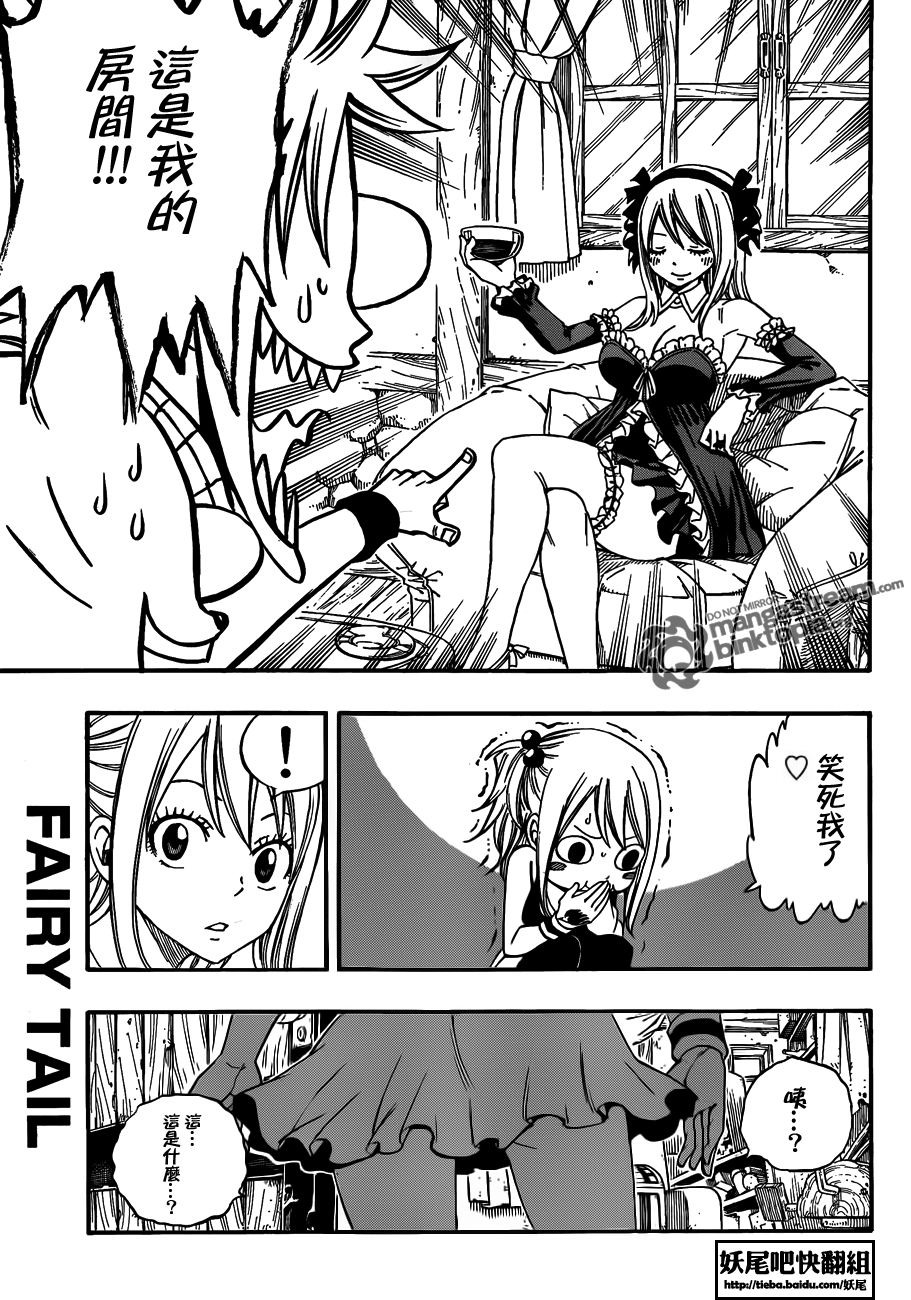 這是我的
房間!!!
DO NOT MIRROR
mangastream.com
binktopia
笑死我了
♡
!
FAIRY TAIL
咦…?
這…
這是什麼…?
妖尾吧快翻組
http://tieba.baidu.com/妖尾